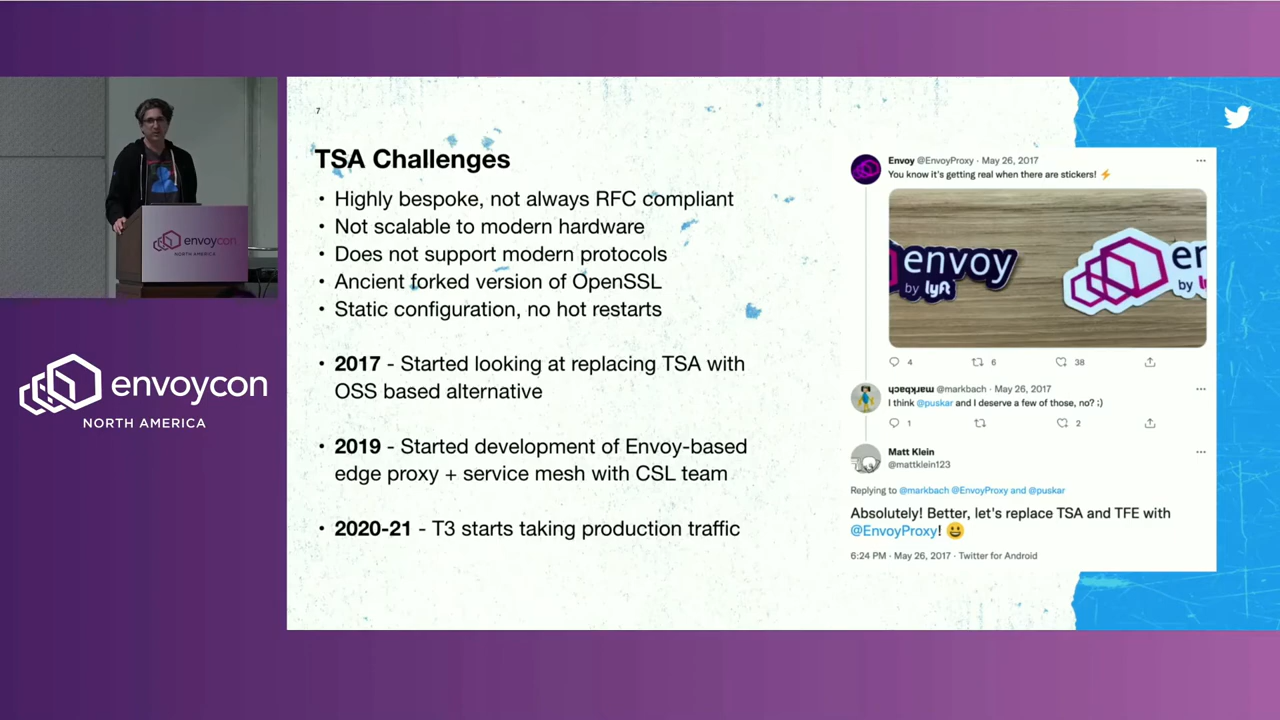 envoycon
NORTH AMERICA
envoycon
NORTH AMERICA
7
TSA Challenges
• Highly bespoke, not always RFC compliant
• Not scalable to modern hardware
• Does not support modern protocols
• Ancient forked version of OpenSSL
• Static configuration, no hot restarts
• 2017 - Started looking at replacing TSA with
OSS based alternative
• 2019 - Started development of Envoy-based
edge proxy + service mesh with CSL team
• 2020-21 - T3 starts taking production traffic
Envoy @EnvoyProxy · May 26, 2017
You know it's getting real when there are stickers! ⚡
envoy
by lyft
er
by l
4 6 38
ɥɔɐqʞɹɐɯ @markbach · May 26, 2017
I think @puskar and I deserve a few of those, no? ;)
1 2
Matt Klein
@mattklein123
Replying to @markbach @EnvoyProxy and @puskar
Absolutely! Better, let's replace TSA and TFE with
@EnvoyProxy! 😀
6:24 PM · May 26, 2017 · Twitter for Android